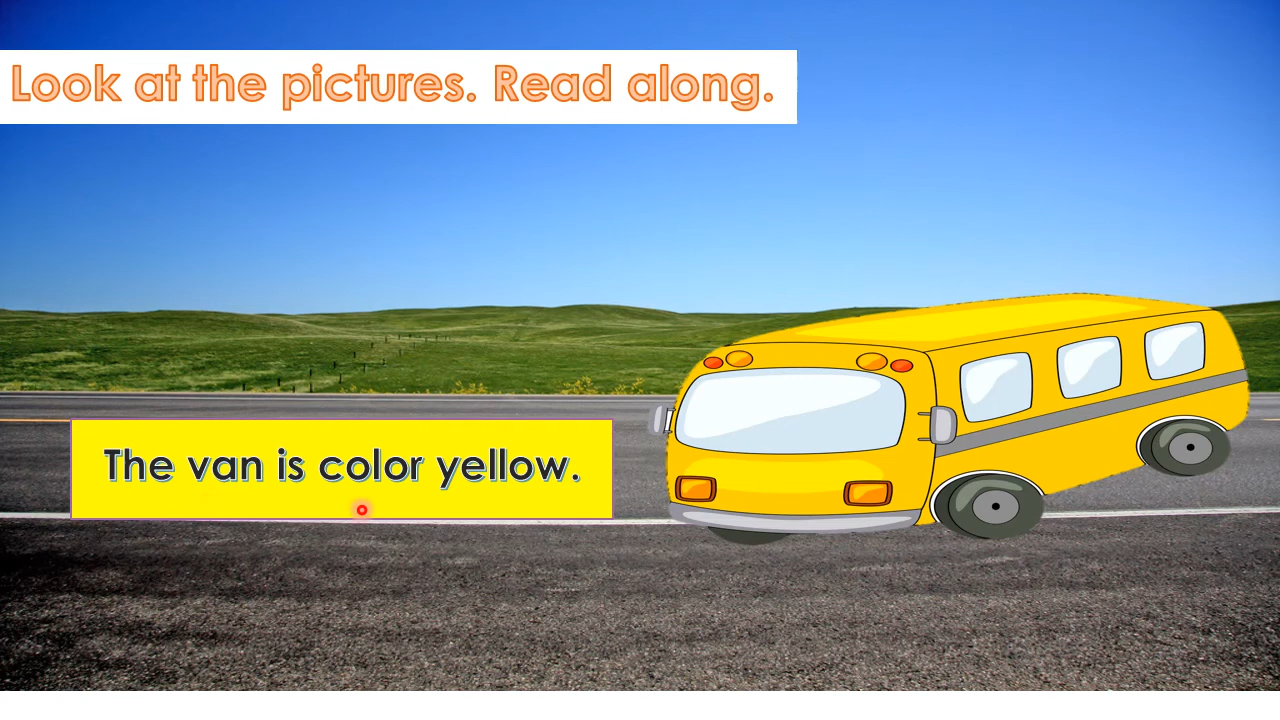 Look at the pictures. Read along.
The van is color yellow.